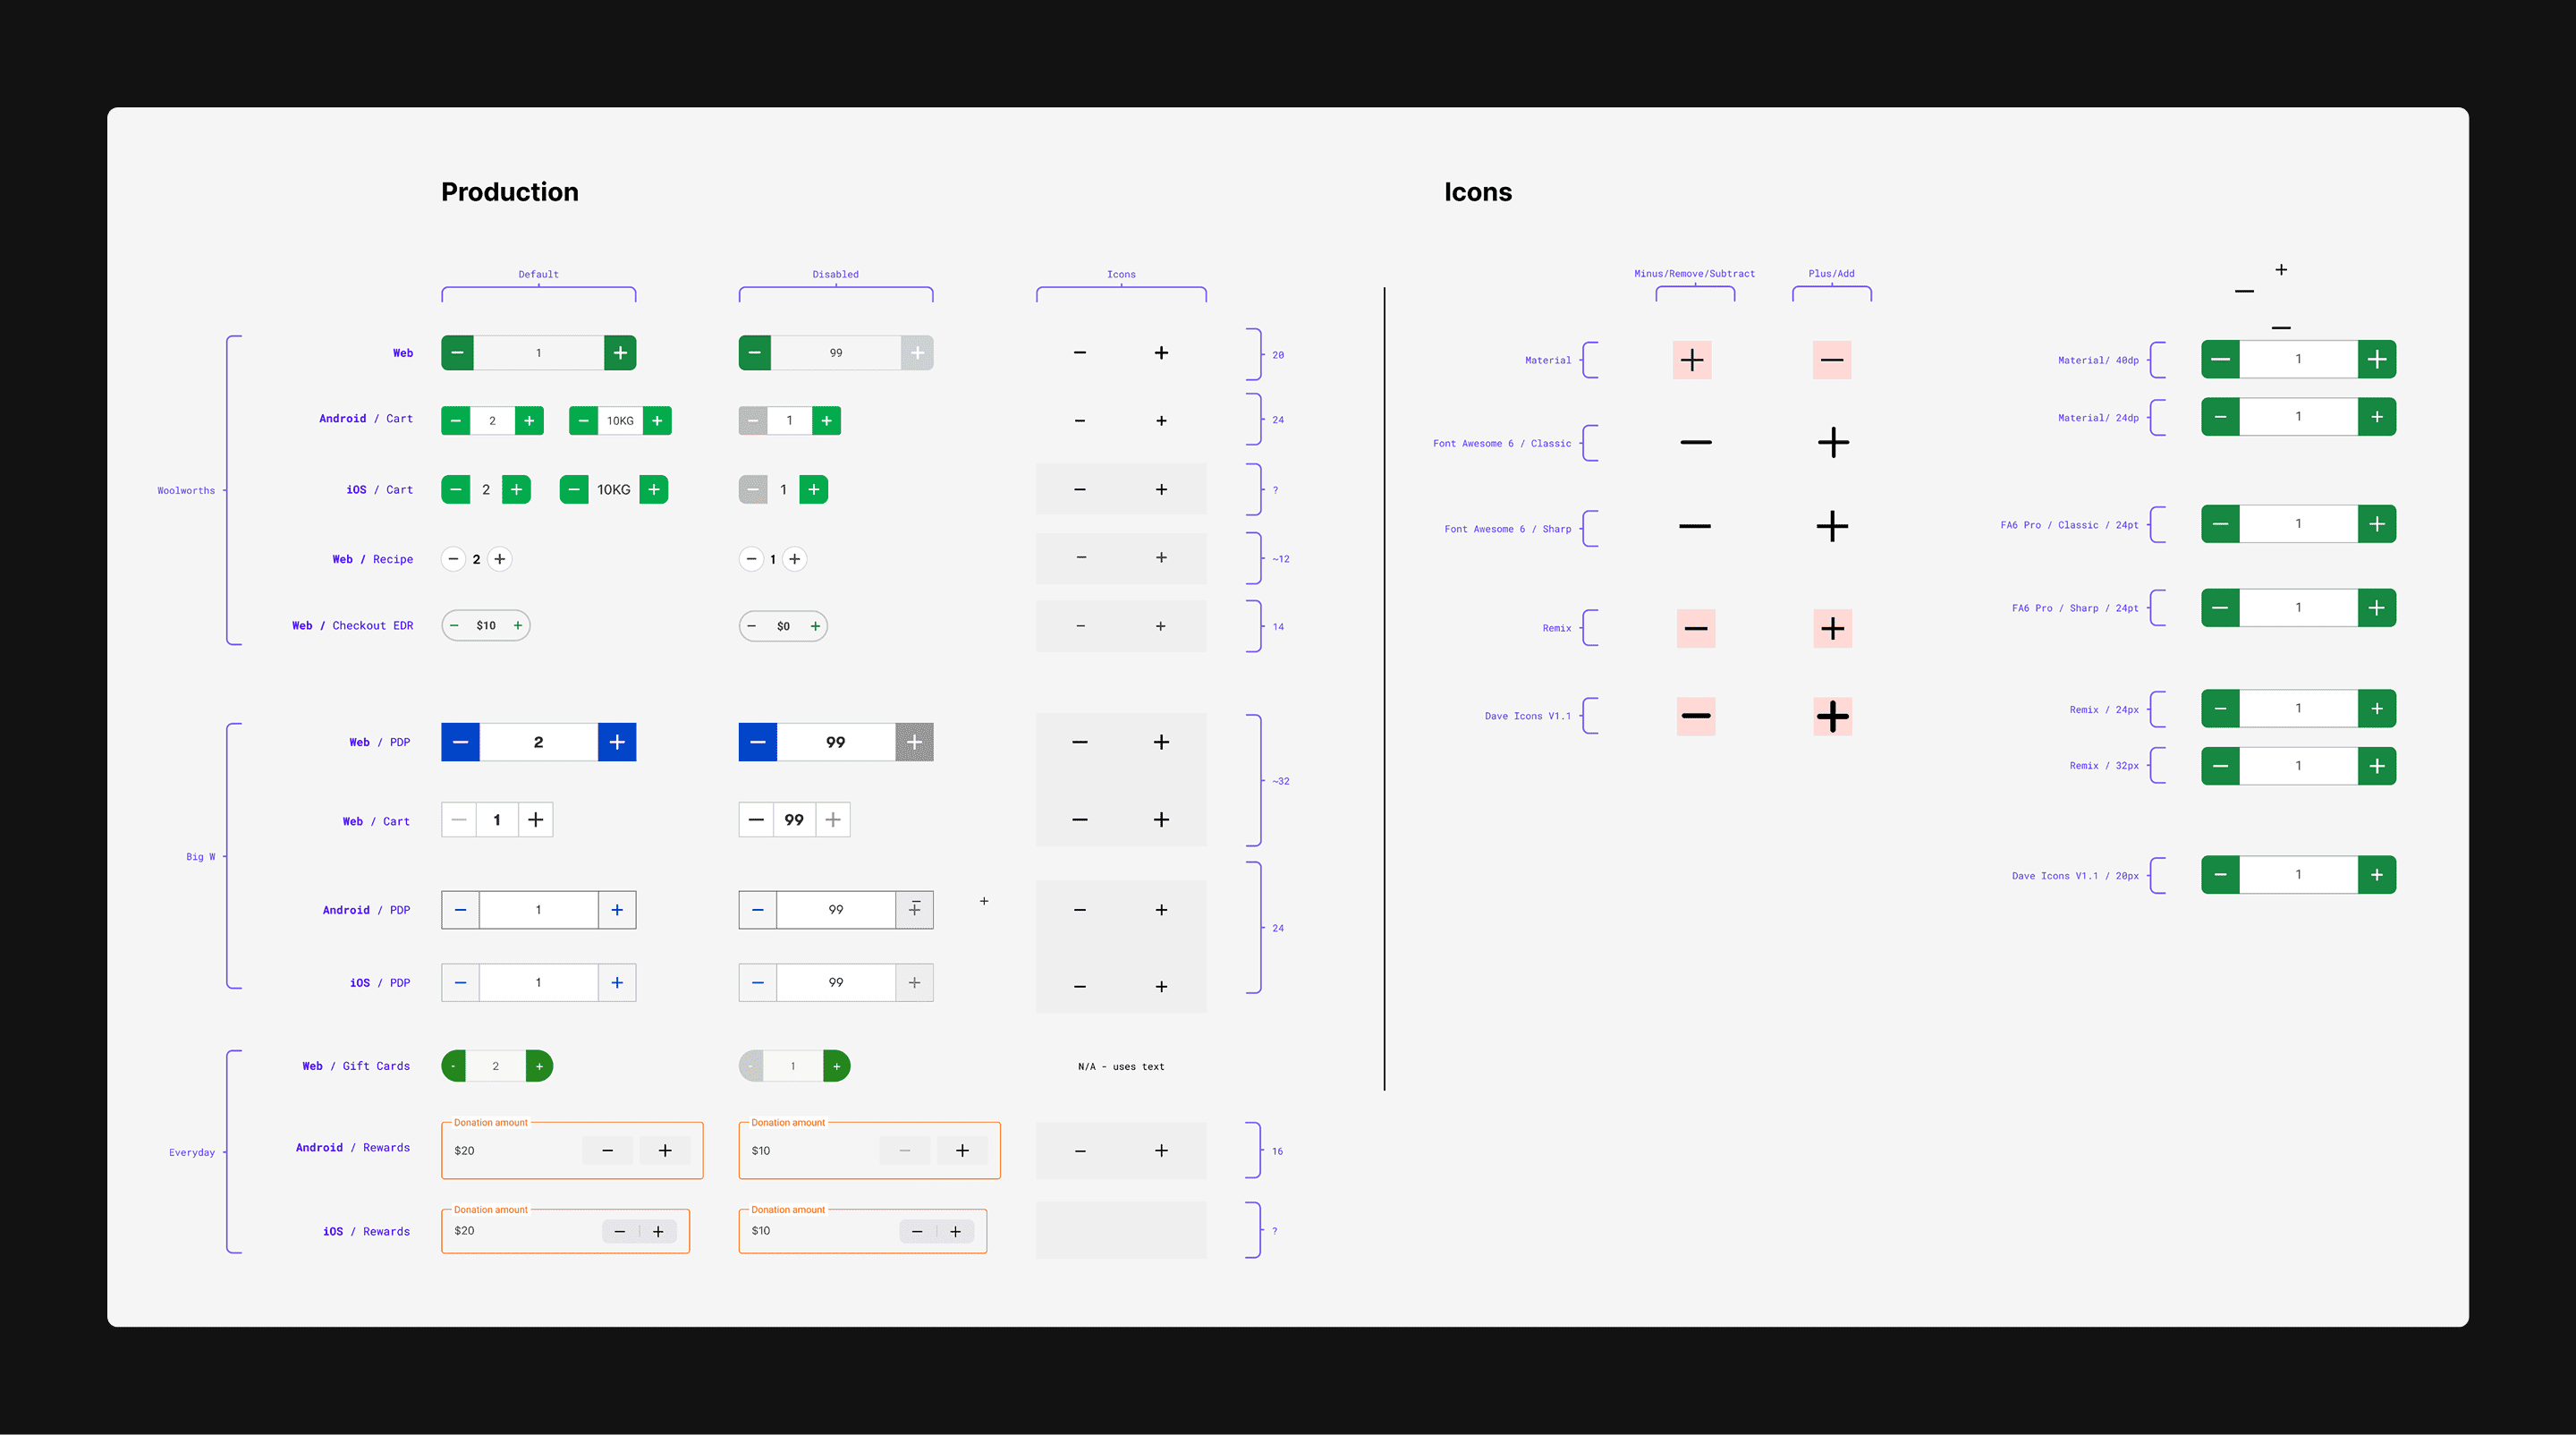 Production
Icons
Default
Disabled
Icons
Minus/Remove/Subtract
Plus/Add
Woolworths
Web
1
99
20
Android / Cart
2
10KG
1
24
iOS / Cart
2
10KG
1
?
Web / Recipe
2
1
~12
Web / Checkout EDR
$10
$0
14
Big W
Web / PDP
2
99
~32
Web / Cart
1
99
Android / PDP
1
99
24
iOS / PDP
1
99
Everyday
Web / Gift Cards
- 2 +
- 1 +
N/A - uses text
Android / Rewards
Donation amount
$20
Donation amount
$10
16
iOS / Rewards
Donation amount
$20
Donation amount
$10
?
Material
Font Awesome 6 / Classic
Font Awesome 6 / Sharp
Remix
Dave Icons V1.1
Material/ 40dp
1
Material/ 24dp
1
FA6 Pro / Classic / 24pt
1
FA6 Pro / Sharp / 24pt
1
Remix / 24px
1
Remix / 32px
1
Dave Icons V1.1 / 20px
1